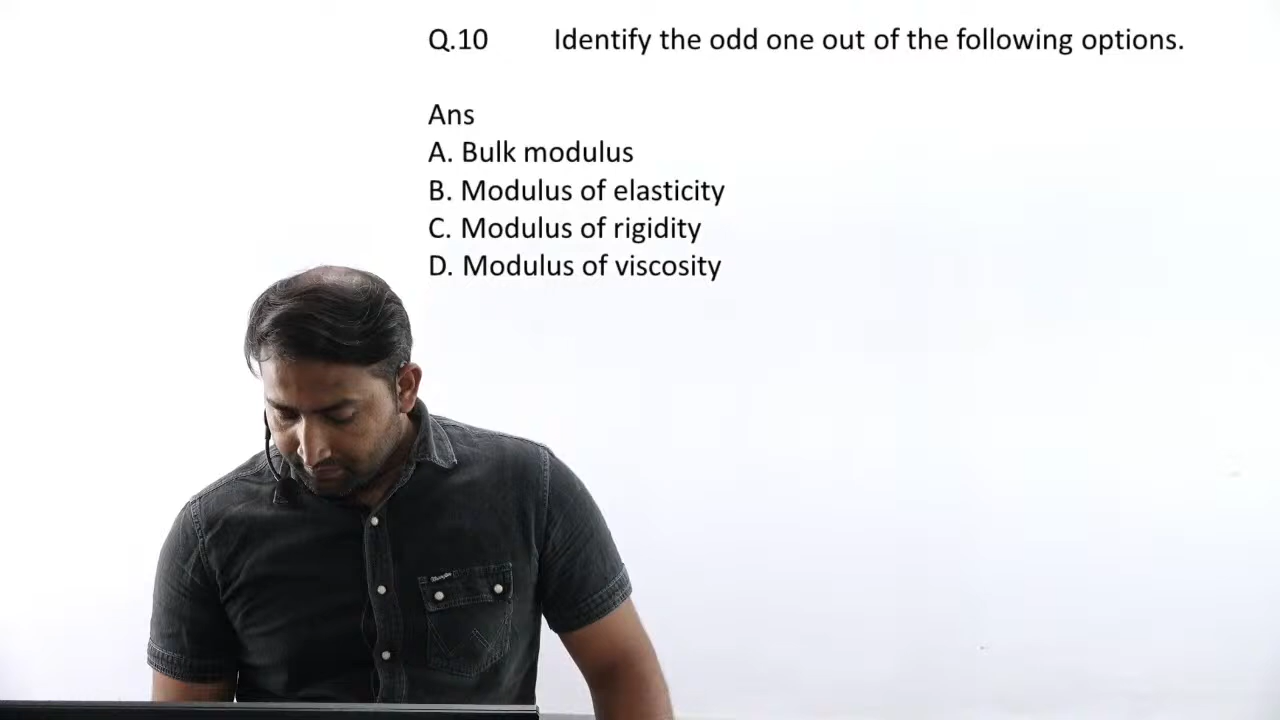 Q.10 Identify the odd one out of the following options.
Ans
A. Bulk modulus
B. Modulus of elasticity
C. Modulus of rigidity
D. Modulus of viscosity